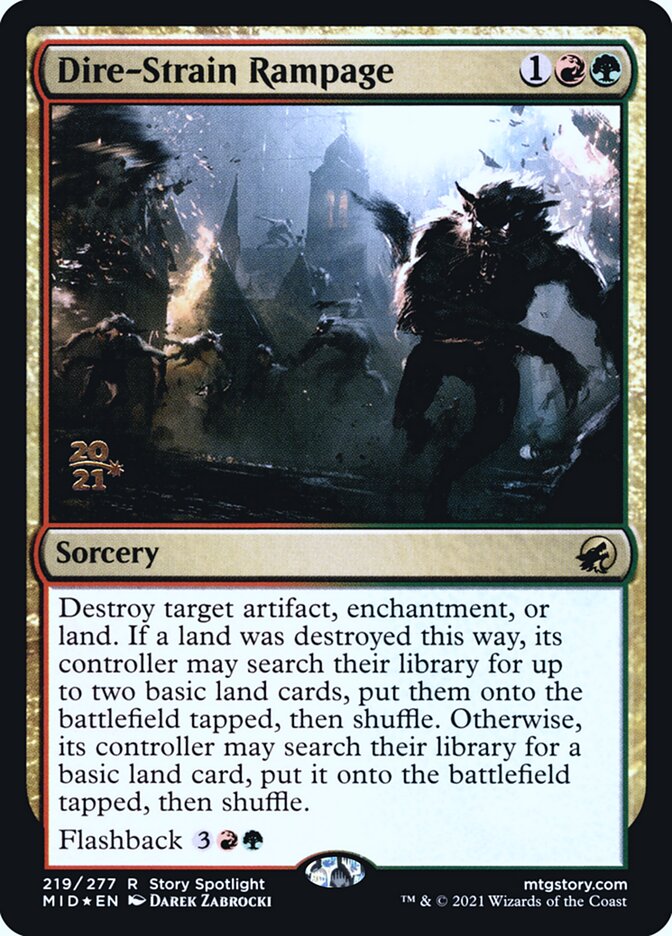 Dire-Strain Rampage 1
20
21
Sorcery
Destroy target artifact, enchantment, or
land. If a land was destroyed this way, its
controller may search their library for up
to two basic land cards, put them onto the
battlefield tapped, then shuffle. Otherwise,
its controller may search their library for a
basic land card, put it onto the battlefield
tapped, then shuffle.
Flashback 3
219/277 R Story Spotlight mtgstory.com
MID★EN DAREK ZABROCKI ™ & © 2021 Wizards of the Coast